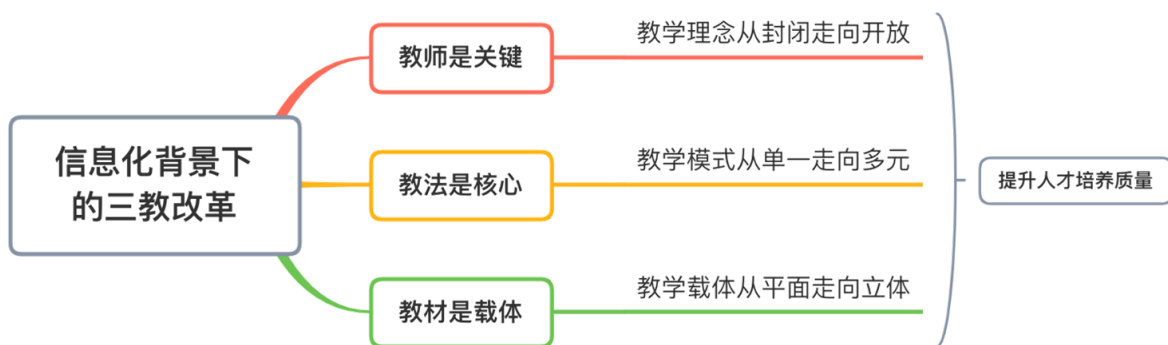 信息化背景下
的三教改革
教师是关键
教学理念从封闭走向开放
教法是核心
教学模式从单一走向多元
教材是载体
教学载体从平面走向立体
提升人才培养质量